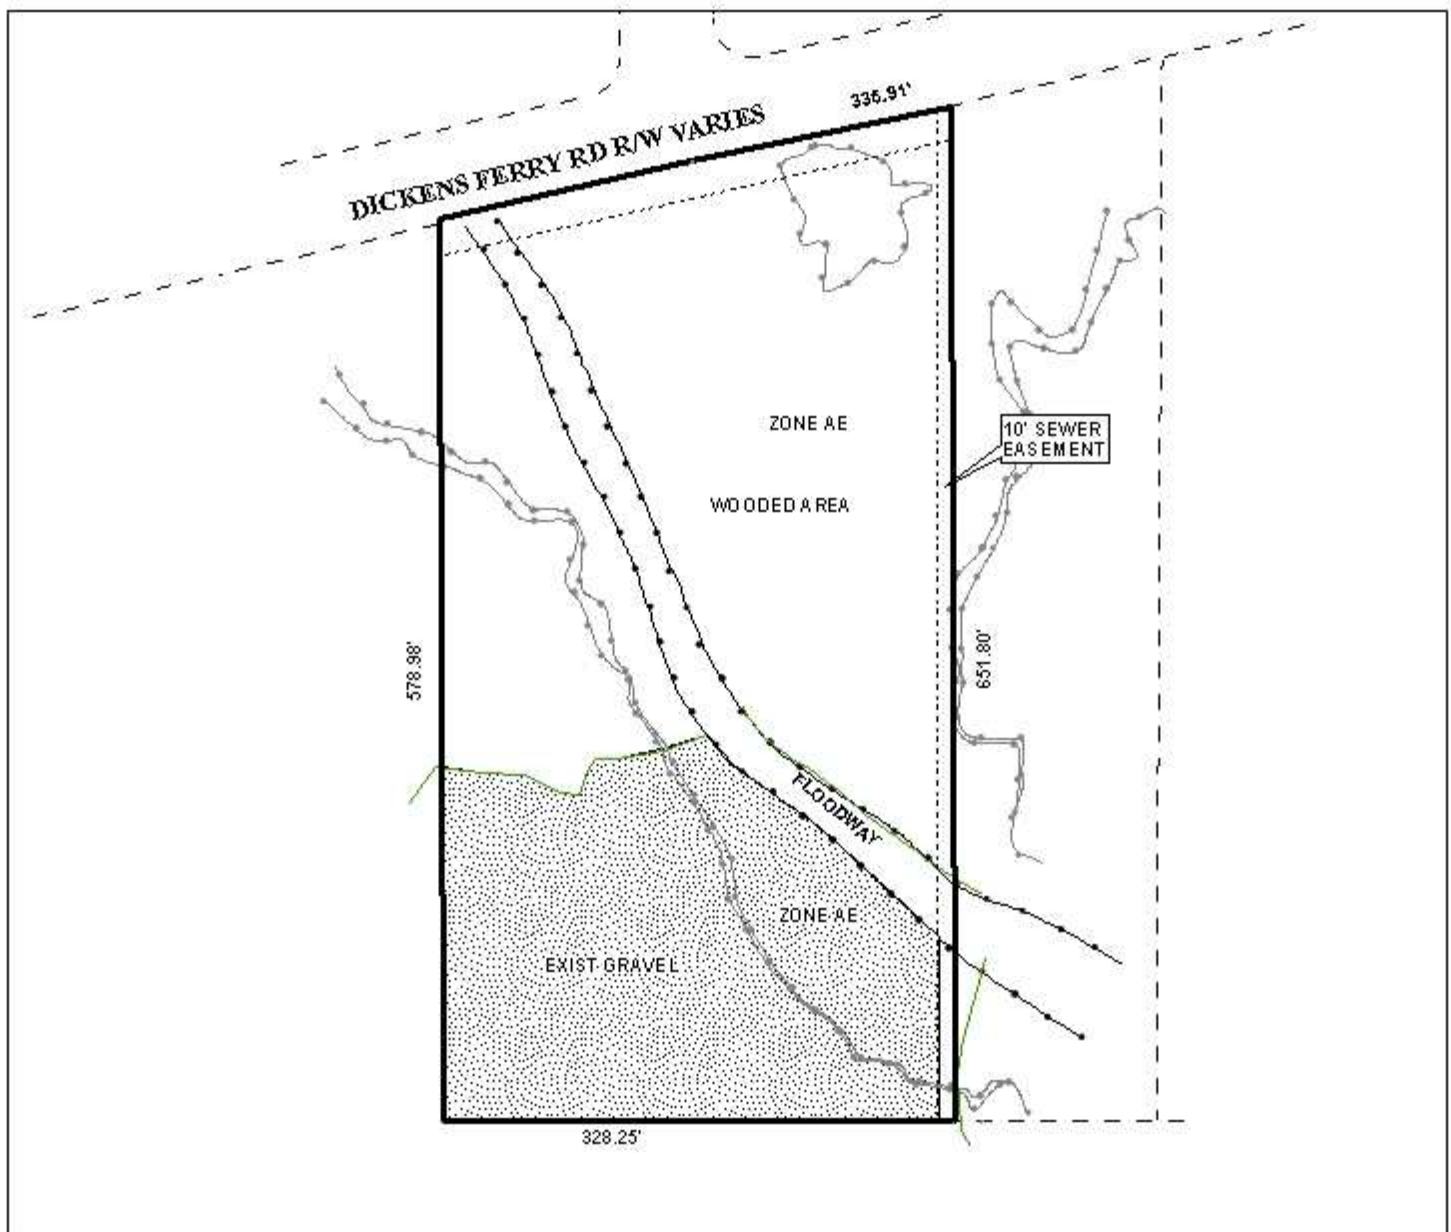 336.91'
DICKENS FERRY RD R/W VARIES
ZONE AE
10' SEWER
EASEMENT
WOODED AREA
578.98'
651.80'
FLOODWAY
ZONE AE
EXIST GRAVEL
328.25'